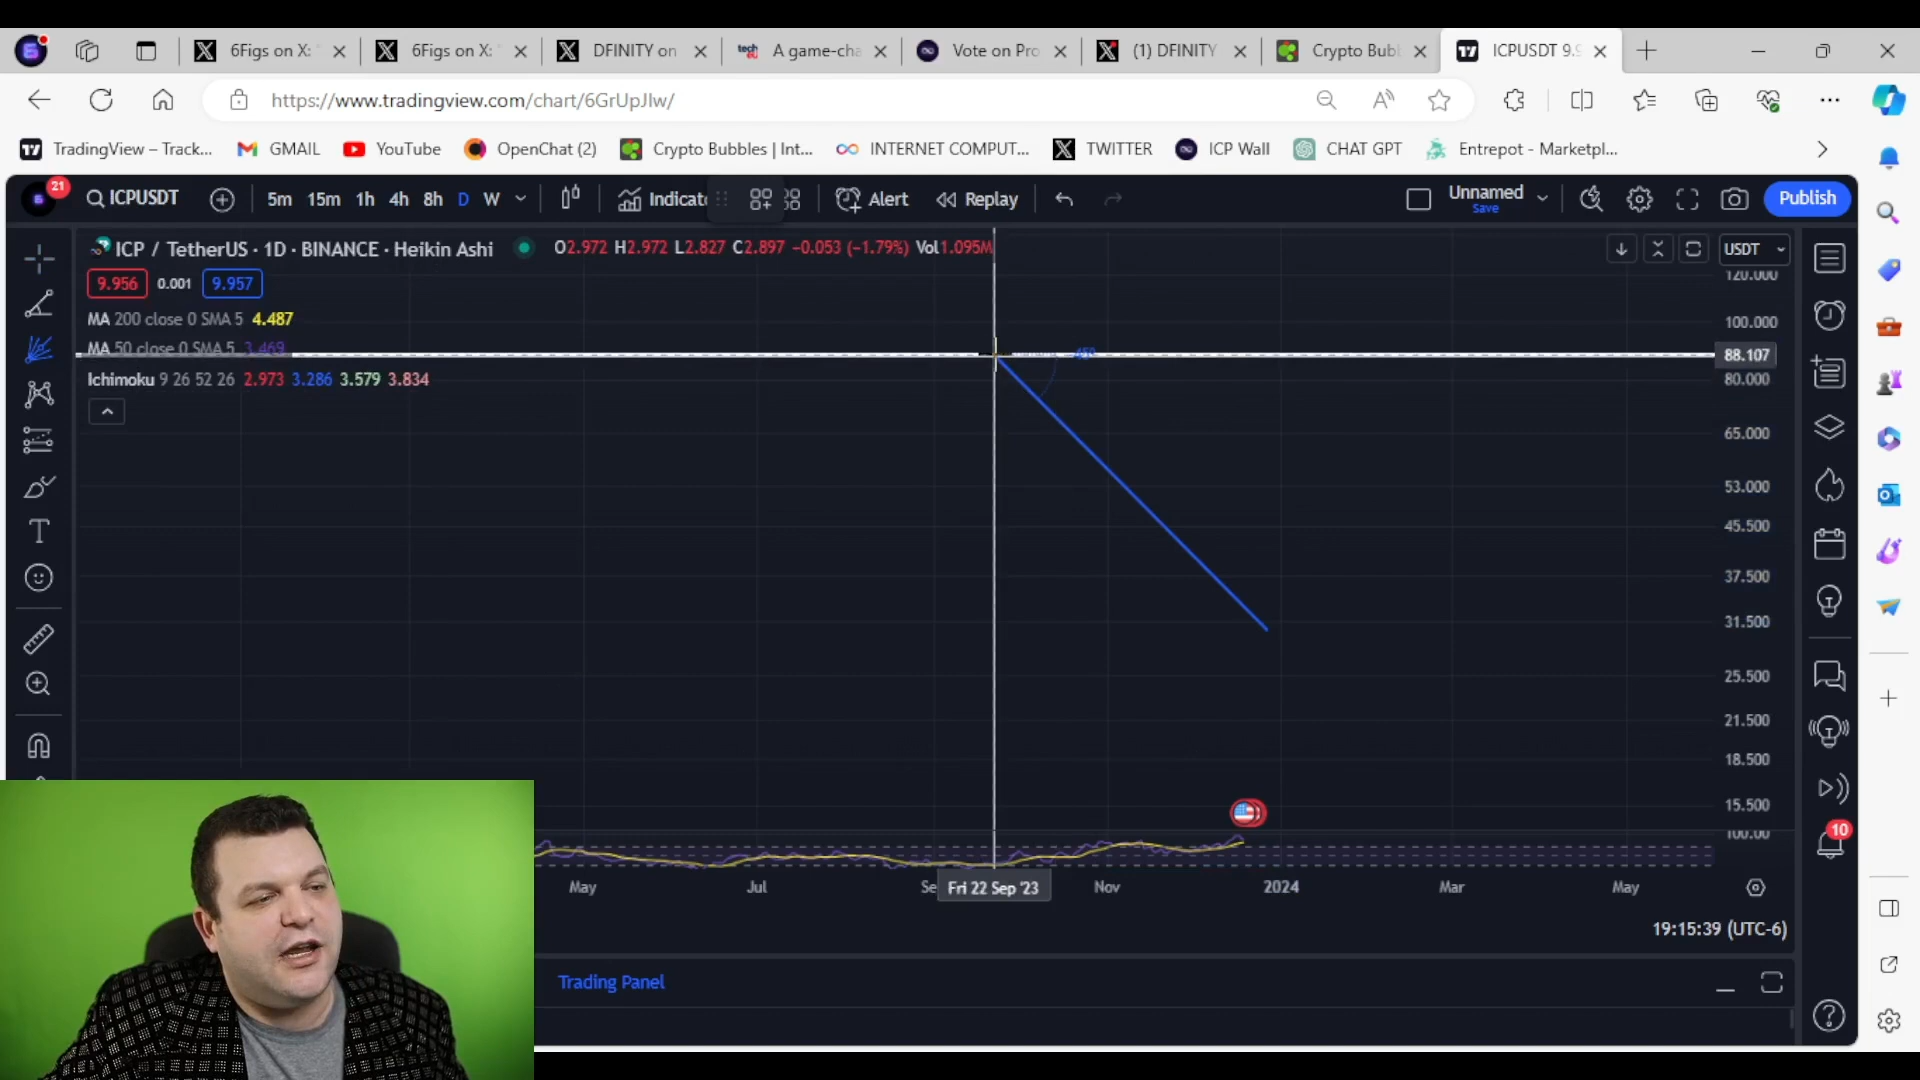 6Figs on X:
6Figs on X:
DFINITY on
tech A game-cha
Vote on Pro
(1) DFINITY
Crypto Bubb
ICPUSDT 9.9
https://www.tradingview.com/chart/6GrUpJlw/
TradingView – Track... GMAIL YouTube OpenChat (2) Crypto Bubbles | Int... INTERNET COMPUT... TWITTER ICP Wall CHAT GPT Entrepot - Marketpl...
21 ICPUSDT 5m 15m 1h 4h 8h D W Indicato Alert Replay Unnamed Save Publish
ICP / TetherUS · 1D · BINANCE · Heikin Ashi O2.972 H2.972 L2.827 C2.897 −0.053 (−1.79%) Vol1.095M USDT
9.956 0.001 9.957
MA 200 close 0 SMA 5 4.487
MA 50 close 0 SMA 5 3.469
Ichimoku 9 26 52 26 2.973 3.286 3.579 3.834
120.000
100.000
88.107
80.000
65.000
53.000
45.500
37.500
31.500
25.500
21.500
18.500
15.500
100.00
10
May Jul Se Fri 22 Sep '23 Nov 2024 Mar May
19:15:39 (UTC-6)
Trading Panel